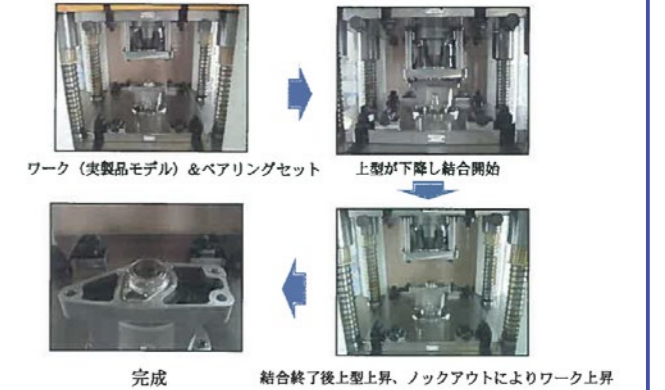 ワーク（実製品モデル）＆ベアリングセット
上型が下降し結合開始
結合終了後上型上昇、ノックアウトによりワーク上昇
完成